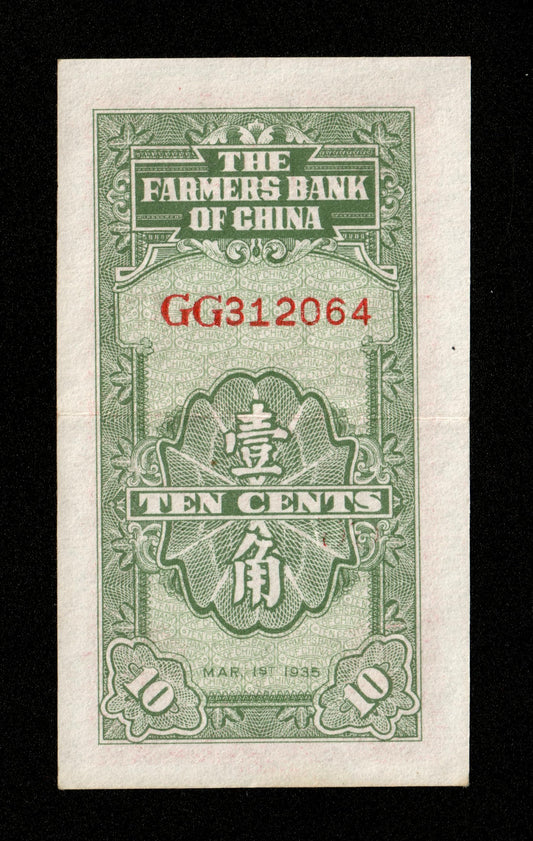 THE
FARMERS BANK
OF CHINA
GG312064
壹
TEN CENTS
角
MAR. 1ST 1935
10 10